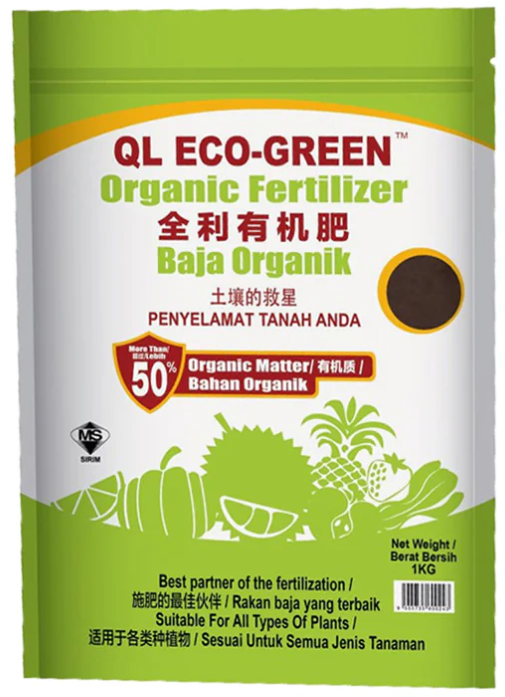 QL ECO-GREEN™
Organic Fertilizer
全利有机肥
Baja Organik
土壤的救星
PENYELAMAT TANAH ANDA
More Than/
超过/Lebih
50%
Organic Matter/ 有机质 /
Bahan Organik
MS
SIRIM
Net Weight /
Berat Bersih
1KG
Best partner of the fertilization /
施肥的最佳伙伴 / Rakan baja yang terbaik
Suitable For All Types Of Plants /
适用于各类种植物 / Sesuai Untuk Semua Jenis Tanaman